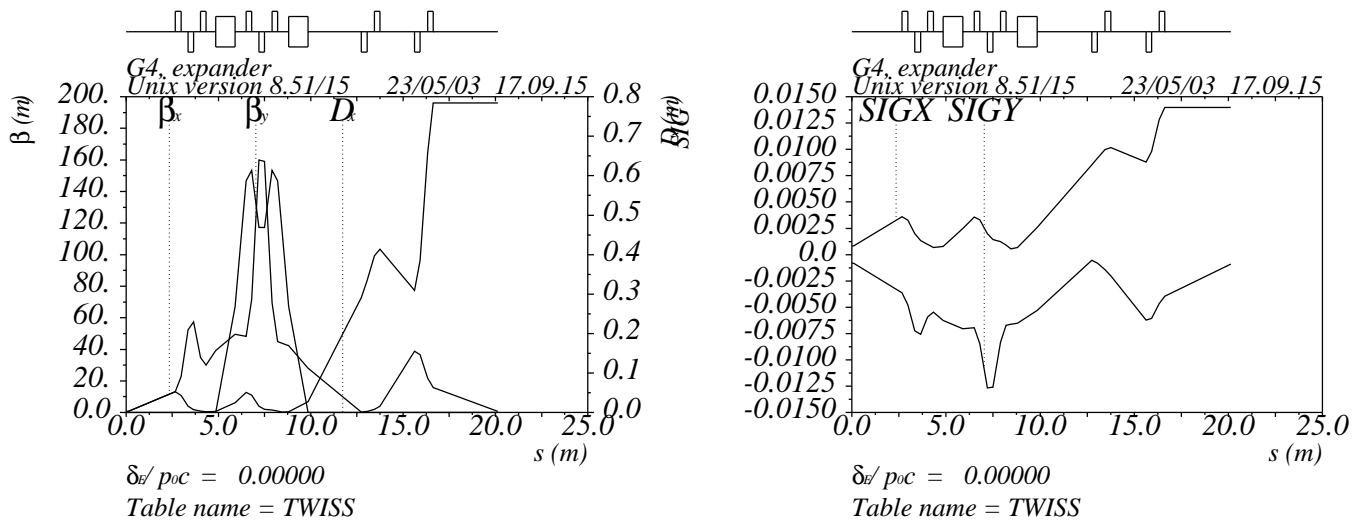 G4, expander
Unix version 8.51/15 23/05/03 17.09.15
β (m)
200.
180.
160.
140.
120.
100.
80.
60.
40.
20.
0.0
βx βy Dx
0.8
0.7
0.6
0.5
0.4
0.3
0.2
0.1
0.0
SIG
0.0 5.0 10.0 15.0 20.0 25.0
s (m)
δE/ p0c = 0.00000
Table name = TWISS
G4, expander
Unix version 8.51/15 23/05/03 17.09.15
0.0150
0.0125
0.0100
0.0075
0.0050
0.0025
0.0
-0.0025
-0.0050
-0.0075
-0.0100
-0.0125
-0.0150
SIGX SIGY
0.0 5.0 10.0 15.0 20.0 25.0
s (m)
δE/ p0c = 0.00000
Table name = TWISS